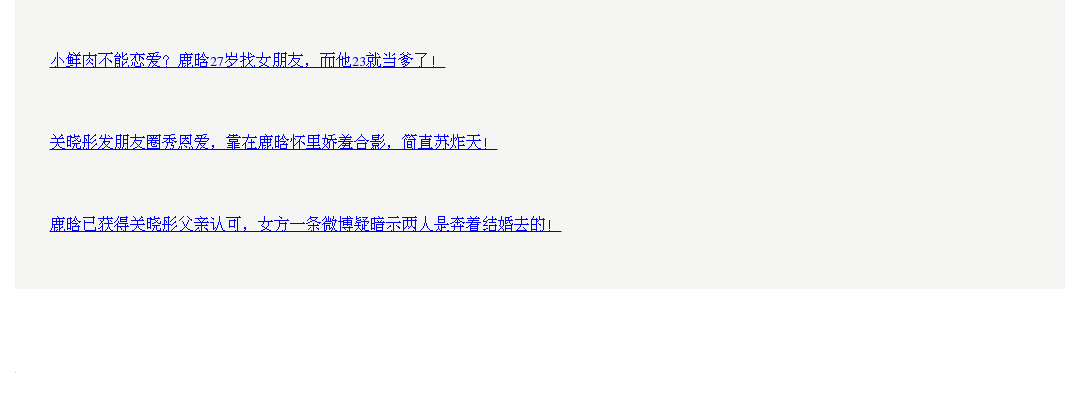 小鲜肉不能恋爱？鹿晗27岁找女朋友，而他23就当爹了！
关晓彤发朋友圈秀恩爱，靠在鹿晗怀里娇羞合影，简直苏炸天！
鹿晗已获得关晓彤父亲认可，女方一条微博疑暗示两人是奔着结婚去的！